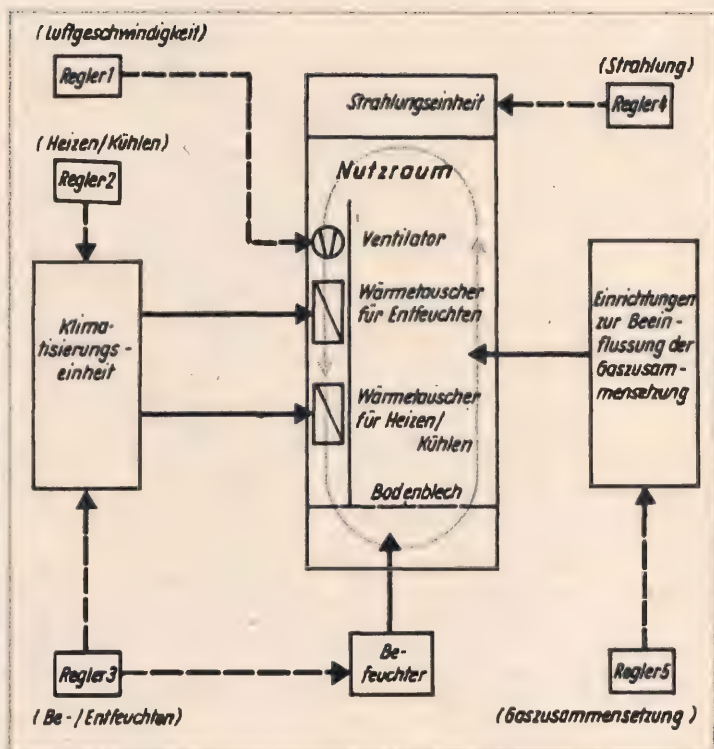 (Luftgeschwindigkeit)
Regler1
(Heizen/Kühlen)
Regler2
Klima-
tisierungs-
einheit
Regler3
(Be-/Entfeuchten)
Strahlungseinheit
Nutzraum
Ventilator
Wärmetauscher
für Entfeuchten
Wärmetauscher
für Heizen/
Kühlen
Bodenblech
Be-
feuchter
(Strahlung)
Regler4
Einrichtungen
zur Beein-
flussung der
Gaszusam-
mensetzung
Regler5
(Gaszusammensetzung)